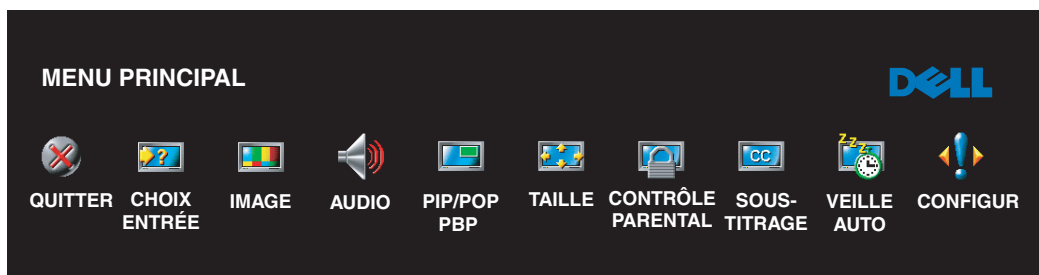 MENU PRINCIPAL
DELL
?
CC
zzz
QUITTER
CHOIX
ENTRÉE
IMAGE
AUDIO
PIP/POP
PBP
TAILLE
CONTRÔLE
PARENTAL
SOUS-
TITRAGE
VEILLE
AUTO
CONFIGUR